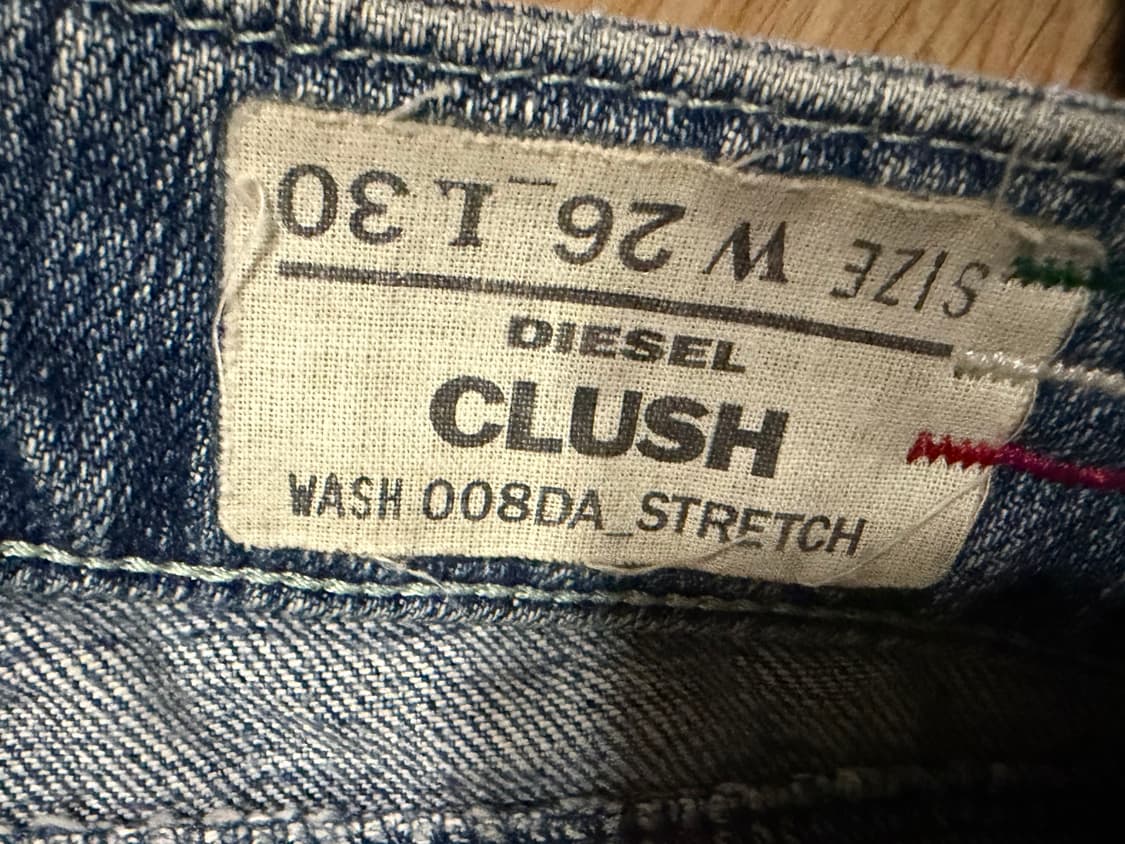 SIZE W 26_L 30
DIESEL
CLUSH
WASH 008DA_STRETCH